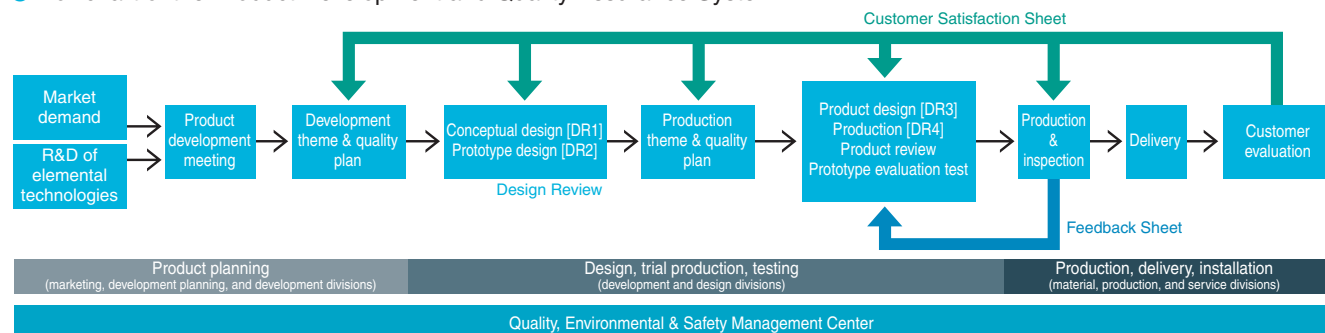 Customer Satisfaction Sheet
Market
demand
R&D of
elemental
technologies
Product
development
meeting
Development
theme & quality
plan
Conceptual design [DR1]
Prototype design [DR2]
Design Review
Production
theme & quality
plan
Product design [DR3]
Production [DR4]
Product review
Prototype evaluation test
Production
&
inspection
Delivery
Customer
evaluation
Feedback Sheet
Product planning
(marketing, development planning, and development divisions)
Design, trial production, testing
(development and design divisions)
Production, delivery, installation
(material, production, and service divisions)
Quality, Environmental & Safety Management Center